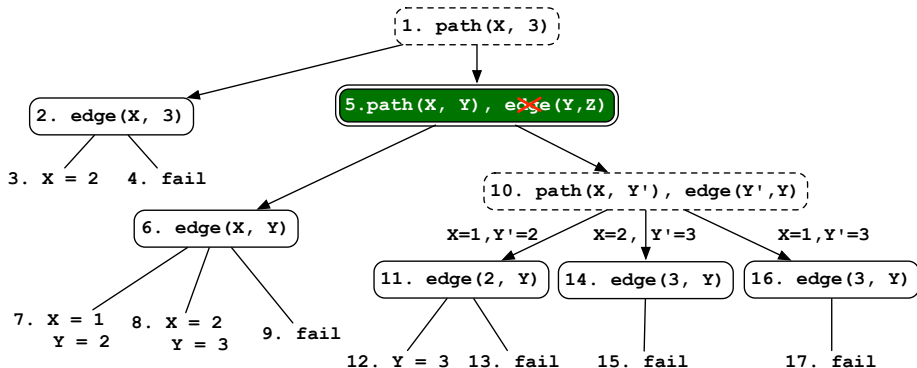 1. path(X, 3)
5.path(X, Y), edge(Y,Z)
2. edge(X, 3)
3. X = 2 4. fail
10. path(X, Y'), edge(Y',Y)
6. edge(X, Y)
X=1,Y'=2 X=2, Y'=3 X=1,Y'=3
11. edge(2, Y) 14. edge(3, Y) 16. edge(3, Y)
7. X = 1
Y = 2
8. X = 2
Y = 3
9. fail
12. Y = 3 13. fail 15. fail 17. fail